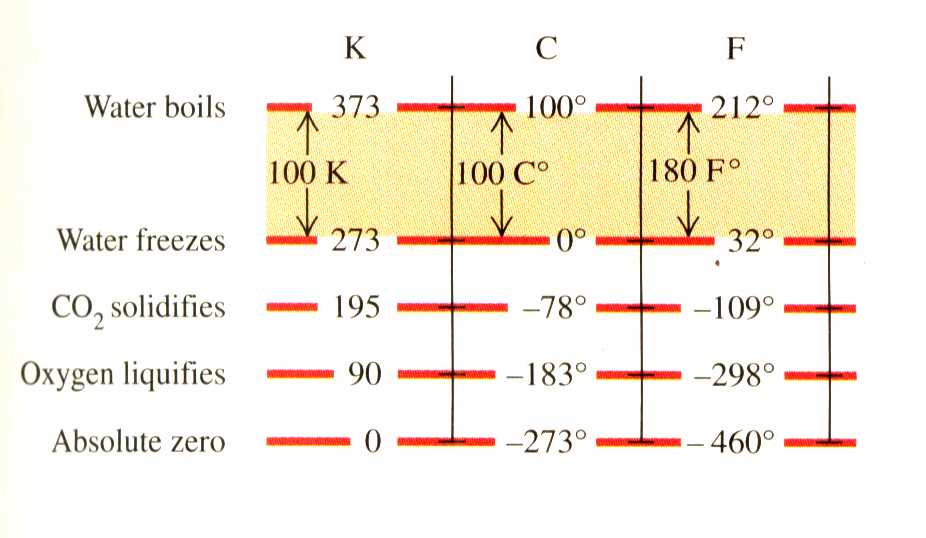 K C F
Water boils 373 100° 212°
100 K 100 C° 180 F°
Water freezes 273 0° 32°
CO₂ solidifies 195 –78° –109°
Oxygen liquifies 90 –183° –298°
Absolute zero 0 –273° –460°